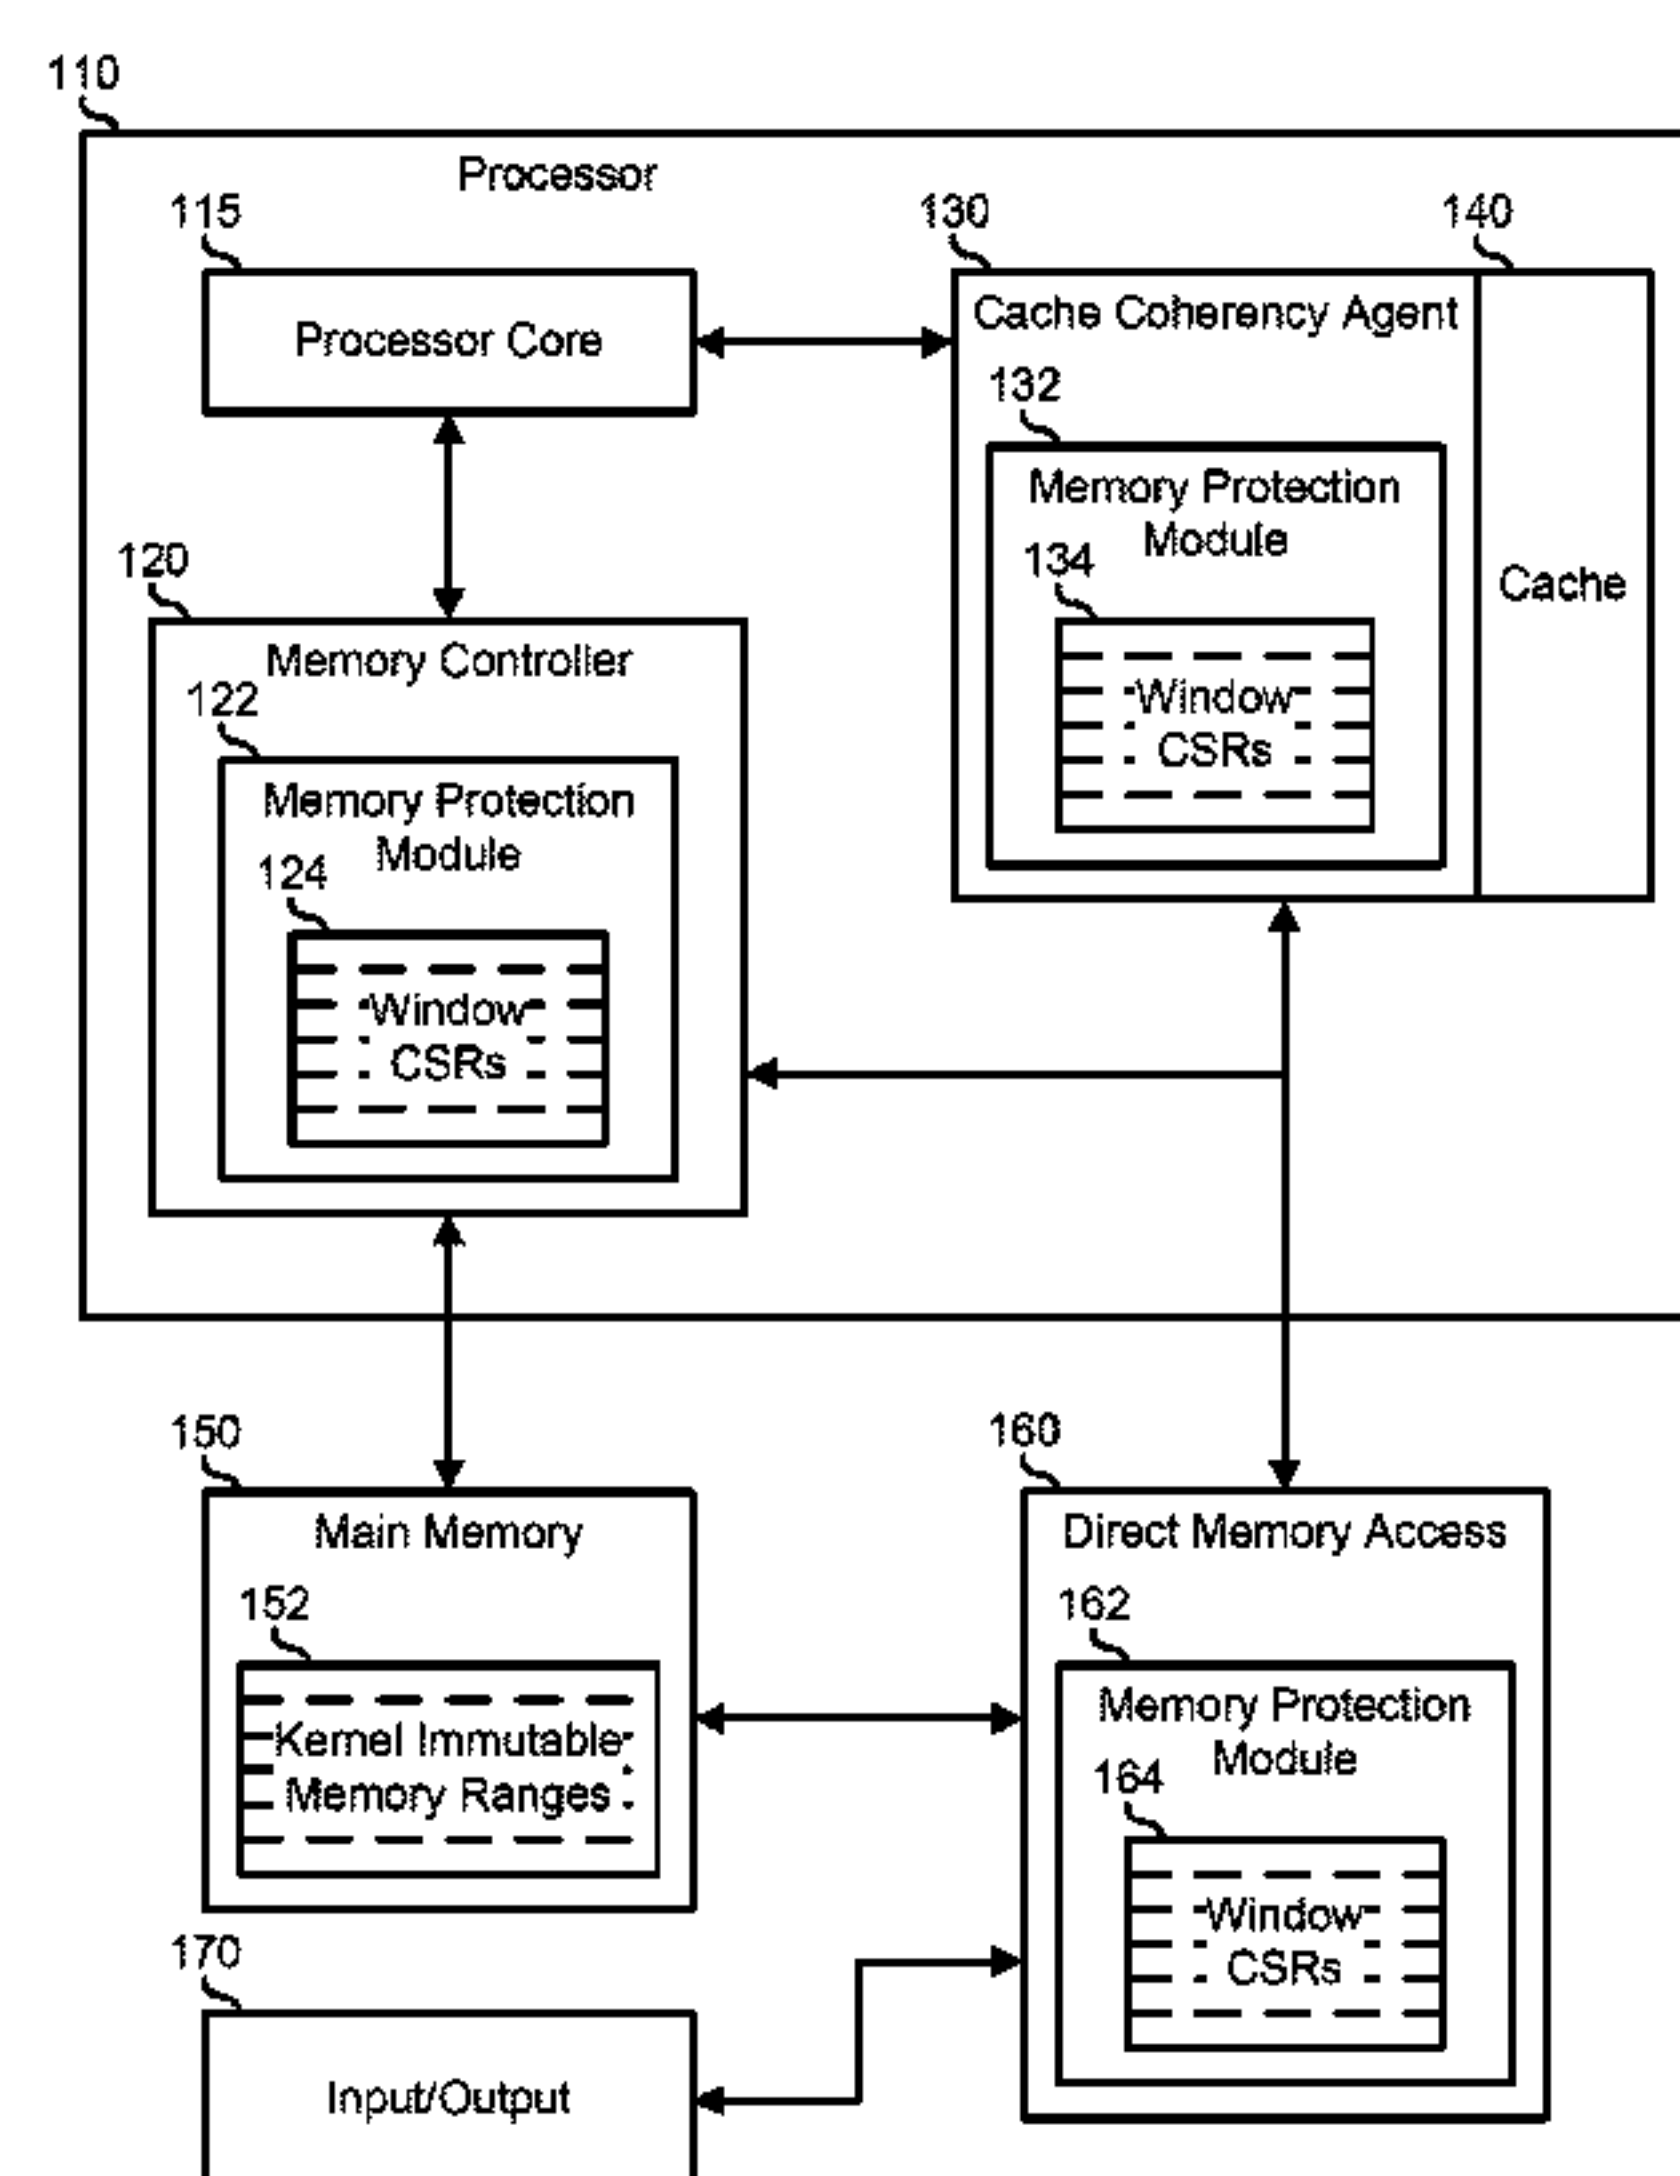 110
Processor
115
130
140
Processor Core
Cache Coherency Agent
132
Memory Protection
Module
134
Window
CSRs
Cache
120
Memory Controller
122
Memory Protection
Module
124
Window
CSRs
150
Main Memory
152
Kernel Immutable
Memory Ranges
160
Direct Memory Access
162
Memory Protection
Module
164
Window
CSRs
170
Input/Output